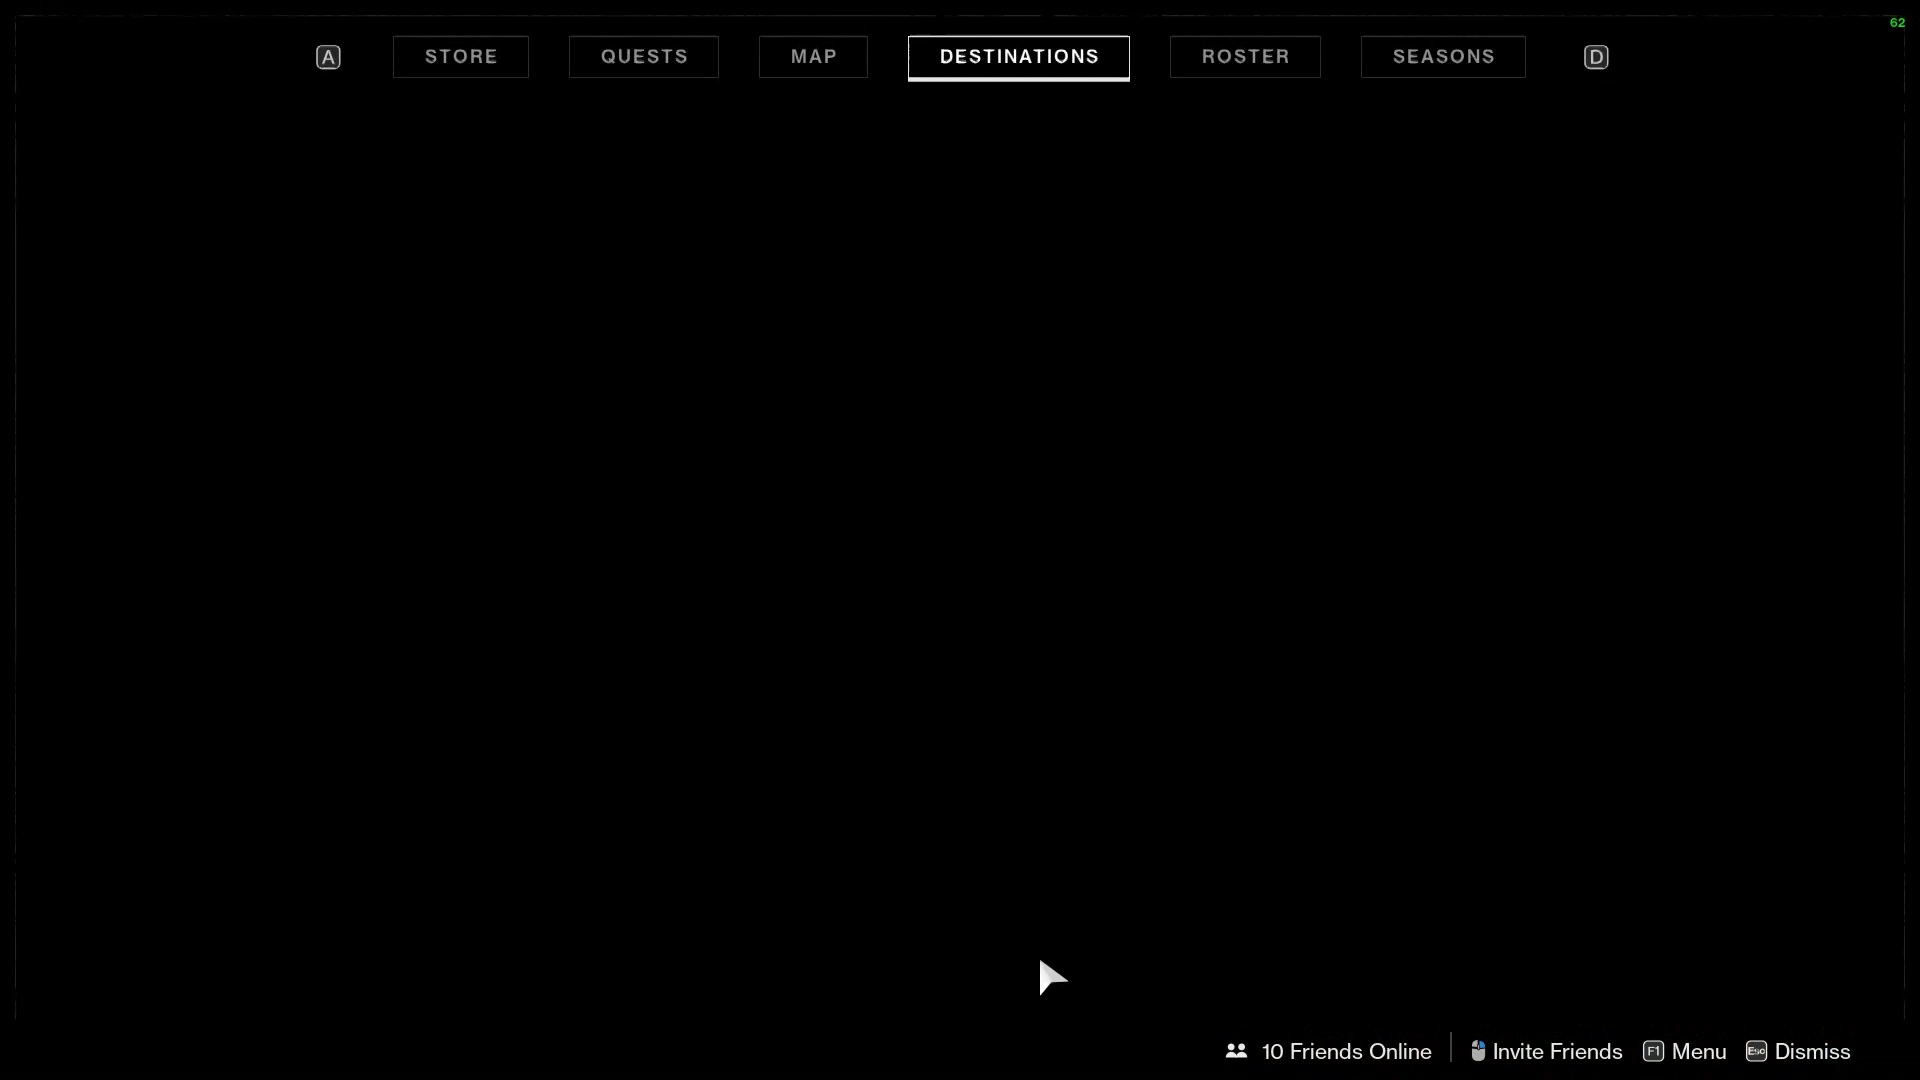 62
A STORE QUESTS MAP DESTINATIONS ROSTER SEASONS D
10 Friends Online Invite Friends F1 Menu Esc Dismiss